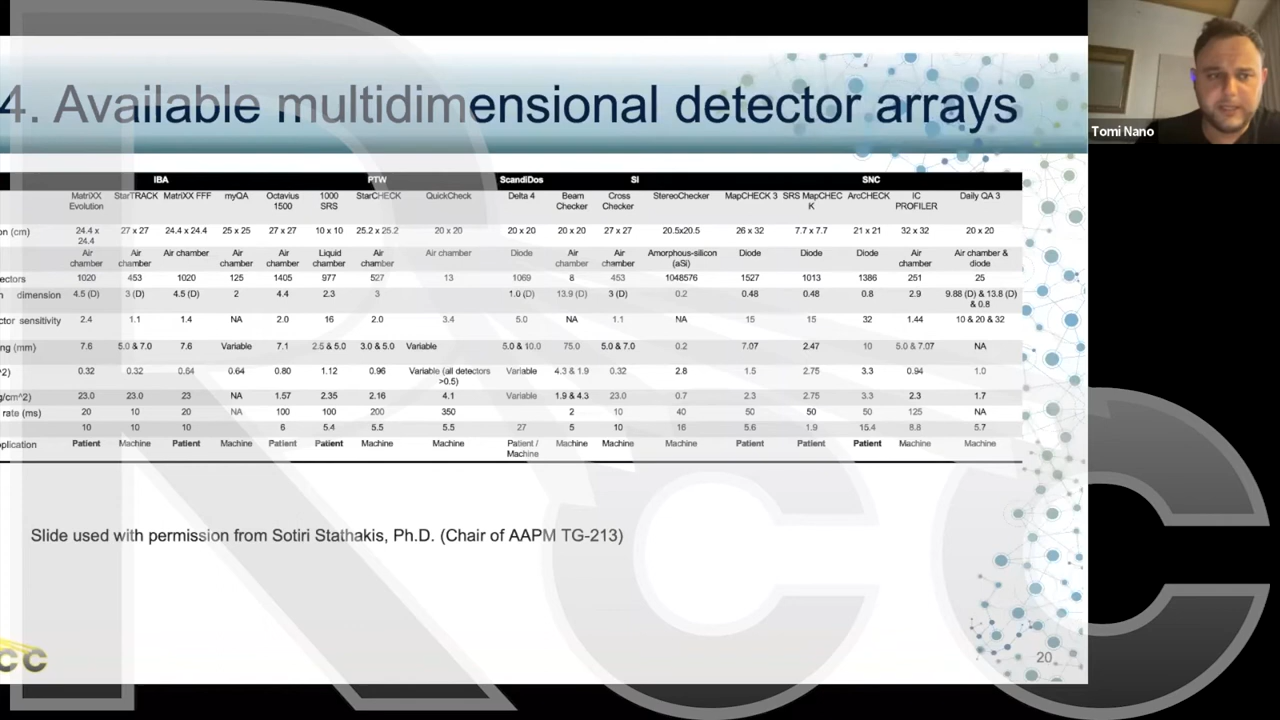 4. Available multidimensional detector arrays
Tomi Nano
IBA PTW ScandiDos SI SNC
MatriXX Evolution StarTRACK MatriXX FFF myQA Octavius 1500 1000 SRS StarCHECK QuickCheck Delta 4 Beam Checker Cross Checker StereoChecker MapCHECK 3 SRS MapCHEC K ArcCHECK IC PROFILER Daily QA 3
on (cm) 24.4 x 24.4 27 x 27 24.4 x 24.4 25 x 25 27 x 27 10 x 10 25.2 x 25.2 20 x 20 20 x 20 20 x 20 27 x 27 20.5x20.5 26 x 32 7.7 x 7.7 21 x 21 32 x 32 20 x 20
Air chamber Air chamber Air chamber Air chamber Air chamber Liquid chamber Air chamber Air chamber Diode Air chamber Air chamber Amorphous-silicon (aSi) Diode Diode Diode Air chamber Air chamber & diode
ectors 1020 453 1020 125 1405 977 527 13 1069 8 453 1048576 1527 1013 1386 251 25
n dimension 4.5 (D) 3 (D) 4.5 (D) 2 4.4 2.3 3 1.0 (D) 13.9 (D) 3 (D) 0.2 0.48 0.48 0.8 2.9 9.88 (D) & 13.8 (D) & 0.8
ctor sensitivity 2.4 1.1 1.4 NA 2.0 16 2.0 3.4 5.0 NA 1.1 NA 15 15 32 1.44 10 & 20 & 32
ng (mm) 7.6 5.0 & 7.0 7.6 Variable 7.1 2.5 & 5.0 3.0 & 5.0 Variable 5.0 & 10.0 75.0 5.0 & 7.0 0.2 7.07 2.47 10 5.0 & 7.07 NA
^2) 0.32 0.32 0.64 0.64 0.80 1.12 0.96 Variable (all detectors >0.5) Variable 4.3 & 1.9 0.32 2.8 1.5 2.75 3.3 0.94 1.0
g/cm^2) 23.0 23.0 23 NA 1.57 2.35 2.16 4.1 Variable 1.9 & 4.3 23.0 0.7 2.3 2.75 3.3 2.3 1.7
rate (ms) 20 10 20 NA 100 100 200 350 2 10 40 50 50 50 125 NA
10 10 10 6 5.4 5.5 5.5 27 5 10 16 5.6 1.9 15.4 8.8 5.7
plication Patient Machine Patient Machine Patient Patient Machine Machine Patient / Machine Machine Machine Machine Patient Patient Patient Machine Machine
Slide used with permission from Sotiri Stathakis, Ph.D. (Chair of AAPM TG-213)
CC
20
RCC